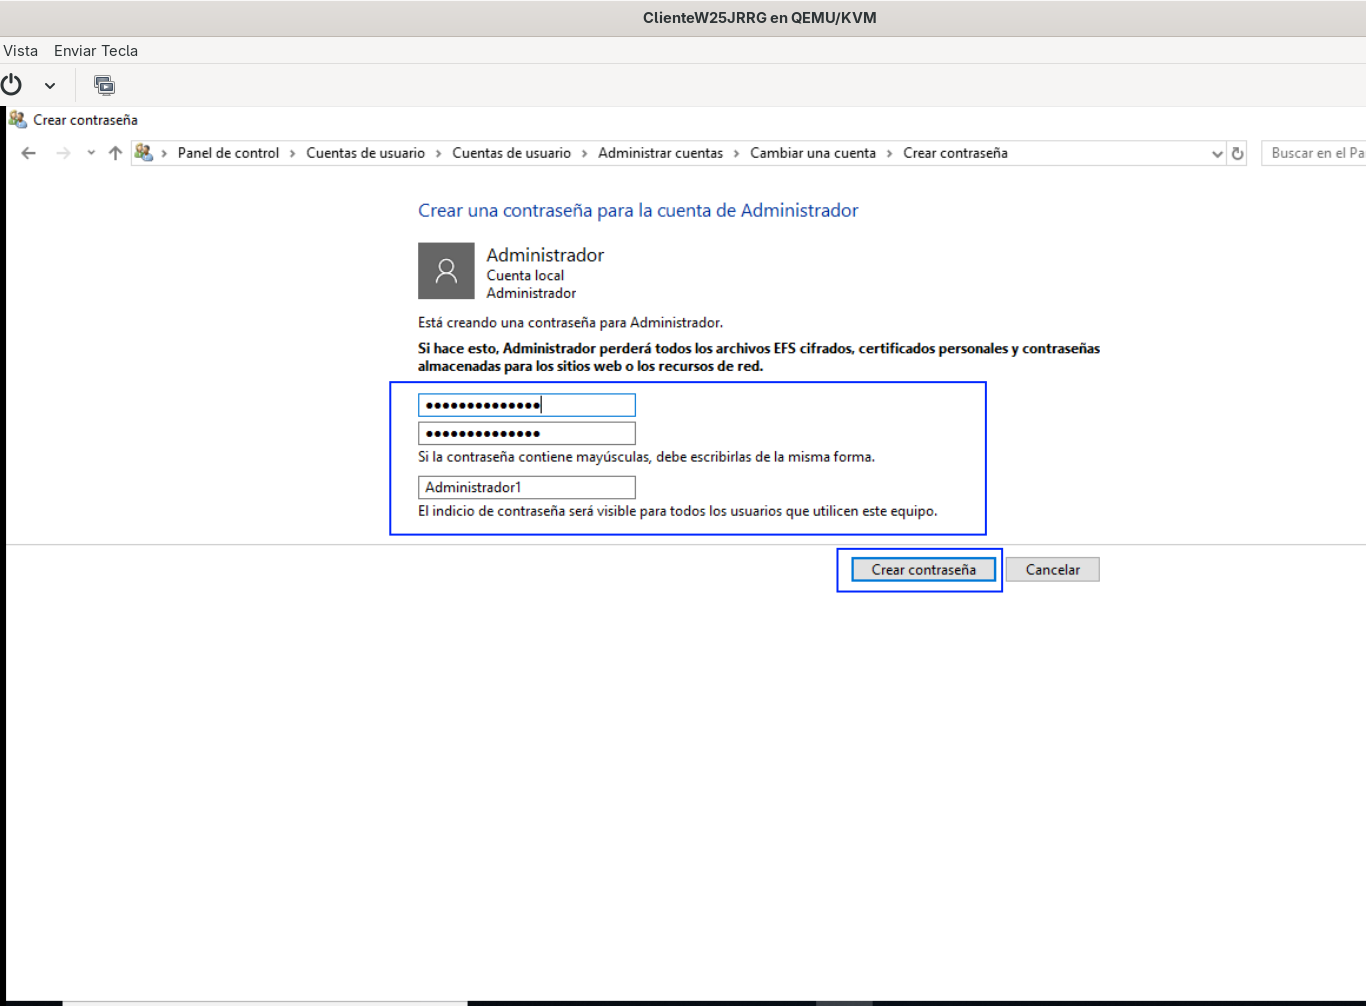 ClienteW25JRRG en QEMU/KVM
Vista Enviar Tecla
Crear contraseña
Panel de control > Cuentas de usuario > Cuentas de usuario > Administrar cuentas > Cambiar una cuenta > Crear contraseña
Buscar en el Pa
Crear una contraseña para la cuenta de Administrador
Administrador
Cuenta local
Administrador
Está creando una contraseña para Administrador.
Si hace esto, Administrador perderá todos los archivos EFS cifrados, certificados personales y contraseñas
almacenadas para los sitios web o los recursos de red.
●●●●●●●●●●●●●●
●●●●●●●●●●●●●●
Si la contraseña contiene mayúsculas, debe escribirlas de la misma forma.
Administrador1
El indicio de contraseña será visible para todos los usuarios que utilicen este equipo.
Crear contraseña Cancelar